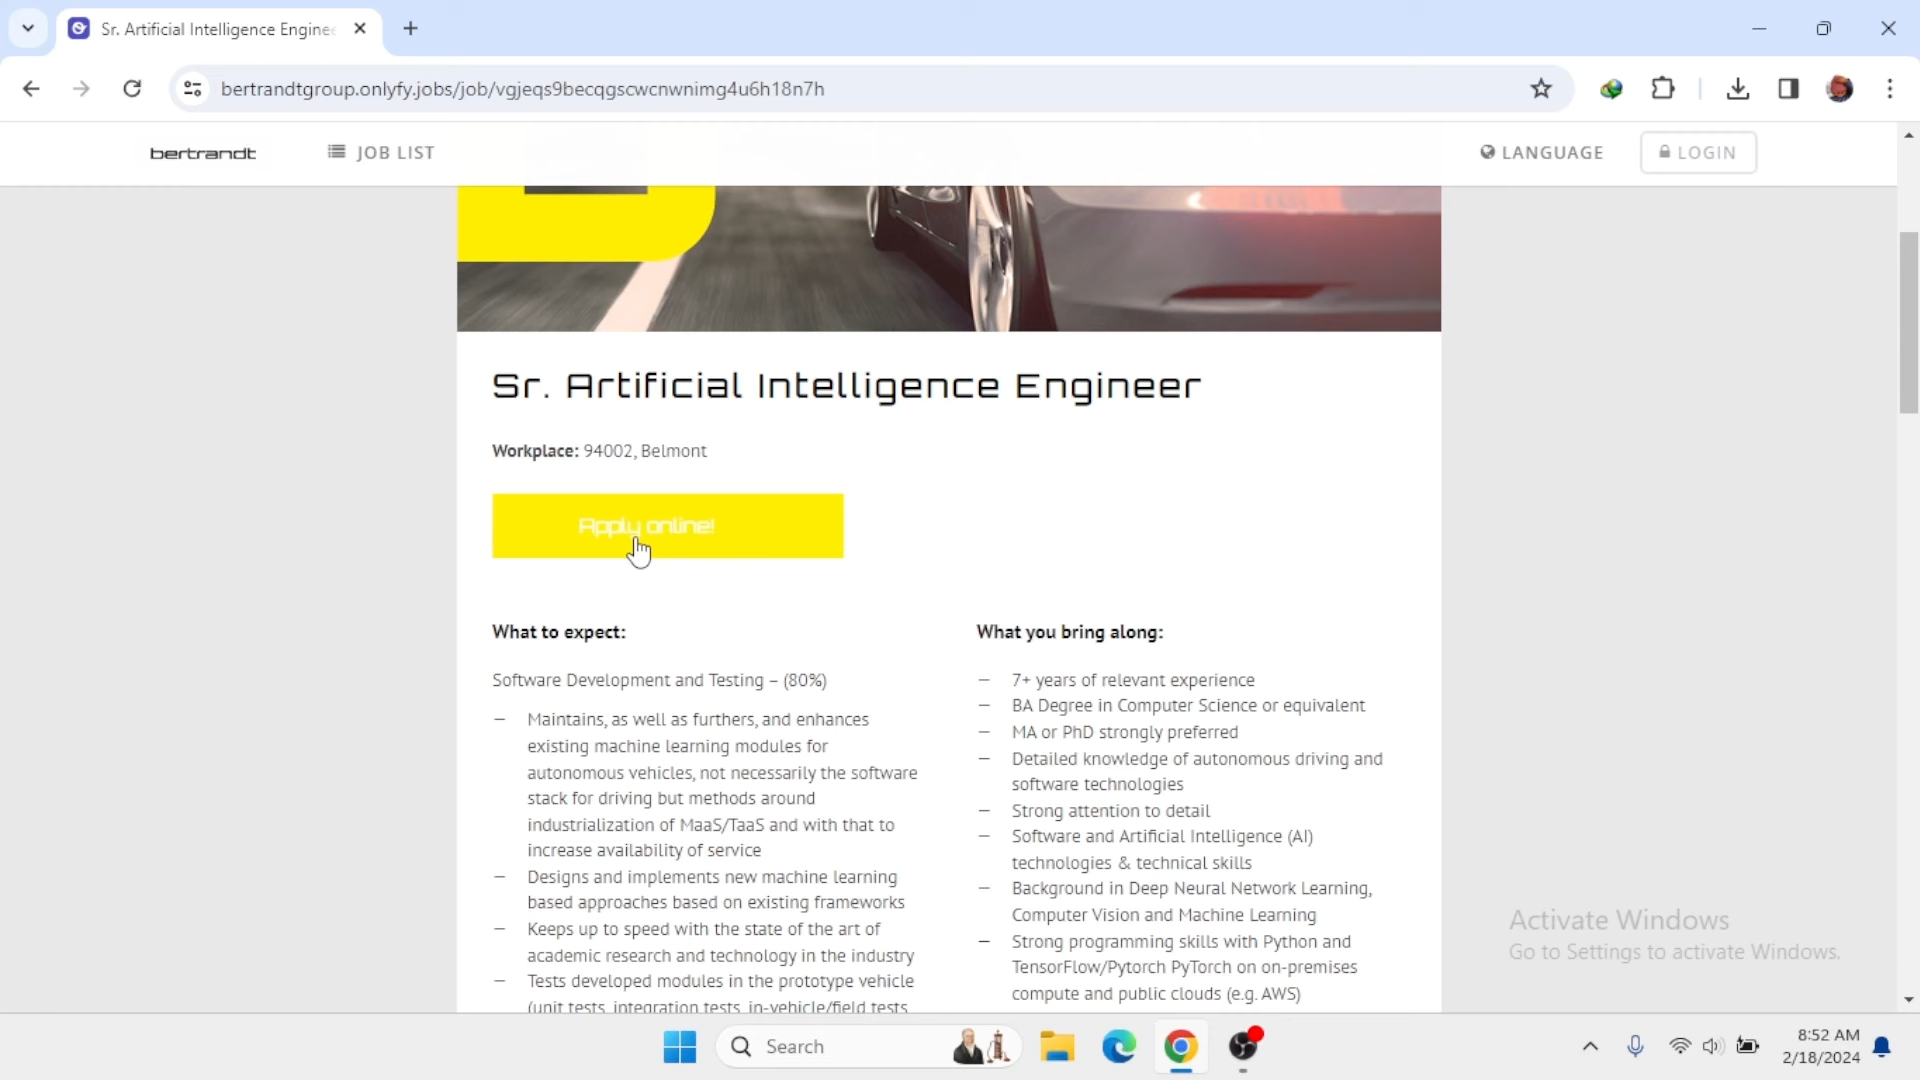 Sr. Artificial Intelligence Enginee
bertrandtgroup.onlyfy.jobs/job/vgjeqs9becqgscwcnwnimg4u6h18n7h
bertrandt
JOB LIST
LANGUAGE
LOGIN
Sr. Artificial Intelligence Engineer
Workplace: 94002, Belmont
Apply online!
What to expect:
Software Development and Testing – (80%)
– Maintains, as well as furthers, and enhances
existing machine learning modules for
autonomous vehicles, not necessarily the software
stack for driving but methods around
industrialization of MaaS/TaaS and with that to
increase availability of service
– Designs and implements new machine learning
based approaches based on existing frameworks
– Keeps up to speed with the state of the art of
academic research and technology in the industry
– Tests developed modules in the prototype vehicle
(unit tests, integration tests, in-vehicle/field tests
What you bring along:
– 7+ years of relevant experience
– BA Degree in Computer Science or equivalent
– MA or PhD strongly preferred
– Detailed knowledge of autonomous driving and
software technologies
– Strong attention to detail
– Software and Artificial Intelligence (AI)
technologies & technical skills
– Background in Deep Neural Network Learning,
Computer Vision and Machine Learning
– Strong programming skills with Python and
TensorFlow/Pytorch PyTorch on on-premises
compute and public clouds (e.g. AWS)
Activate Windows
Go to Settings to activate Windows.
Search
8:52 AM
2/18/2024